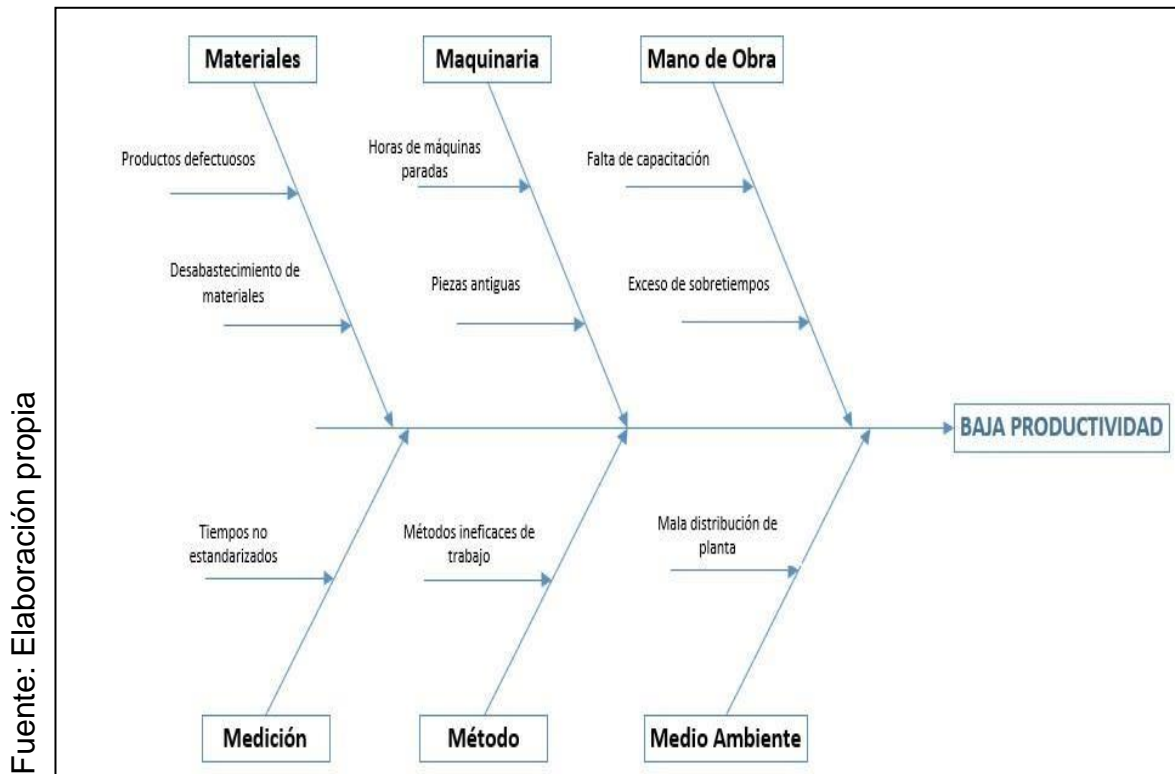 Materiales
Maquinaria
Mano de Obra
Productos defectuosos
Horas de máquinas
paradas
Falta de capacitación
Desabastecimiento de
materiales
Piezas antiguas
Exceso de sobretiempos
BAJA PRODUCTIVIDAD
Tiempos no
estandarizados
Métodos ineficaces de
trabajo
Mala distribución de
planta
Medición
Método
Medio Ambiente
Fuente: Elaboración propia